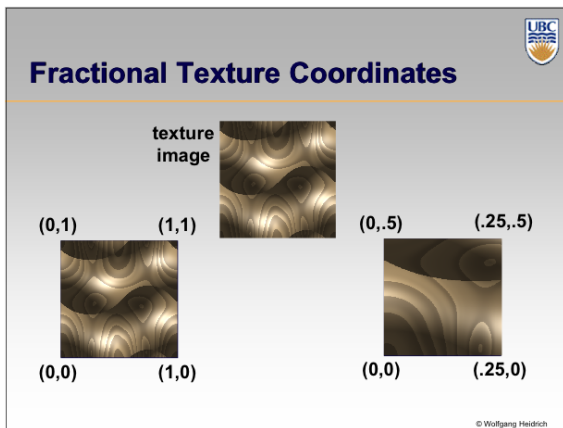 UBC
Fractional Texture Coordinates
texture
image
(0,1) (1,1) (0,.5) (.25,.5)
(0,0) (1,0) (0,0) (.25,0)
© Wolfgang Heidrich